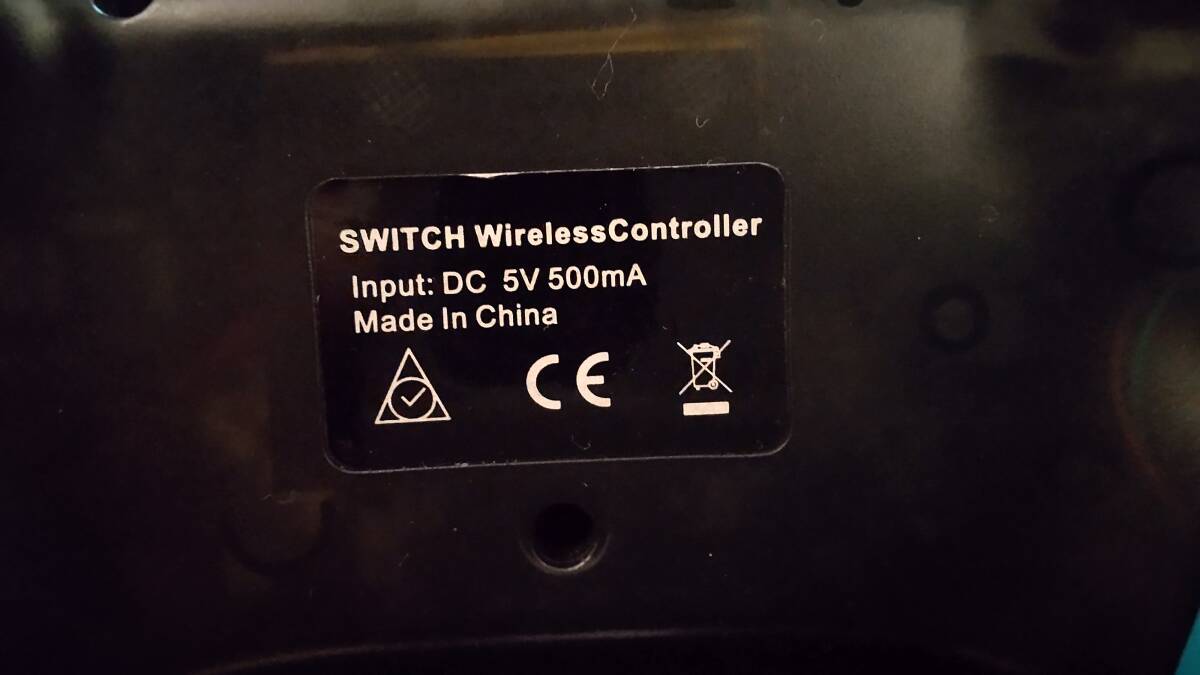 SWITCH WirelessController
Input: DC 5V 500mA
Made In China
CE